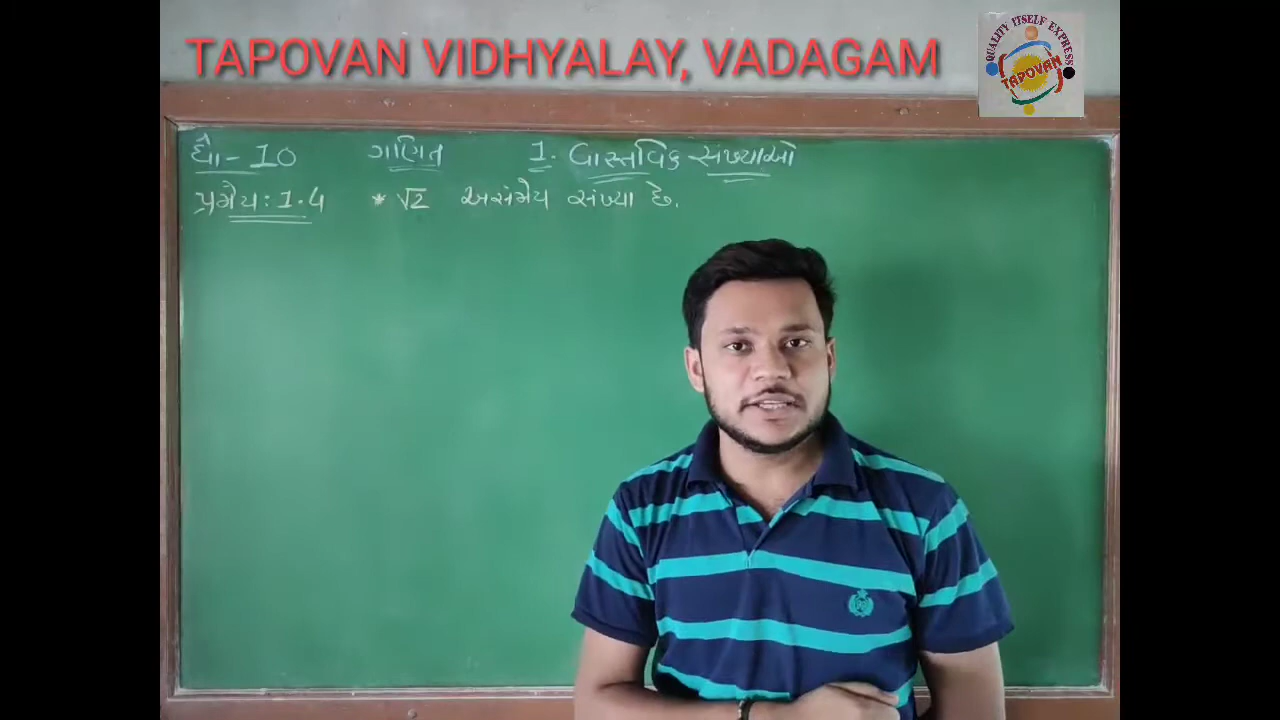 TAPOVAN VIDHYALAY, VADAGAM
QUALITY ITSELF EXPRESS
TAPOVAN
ધો-10 ગણિત 1. વાસ્તવિક સંખ્યાઓ
પ્રમેય: 1.4 * √2 અસંમેય સંખ્યા છે.